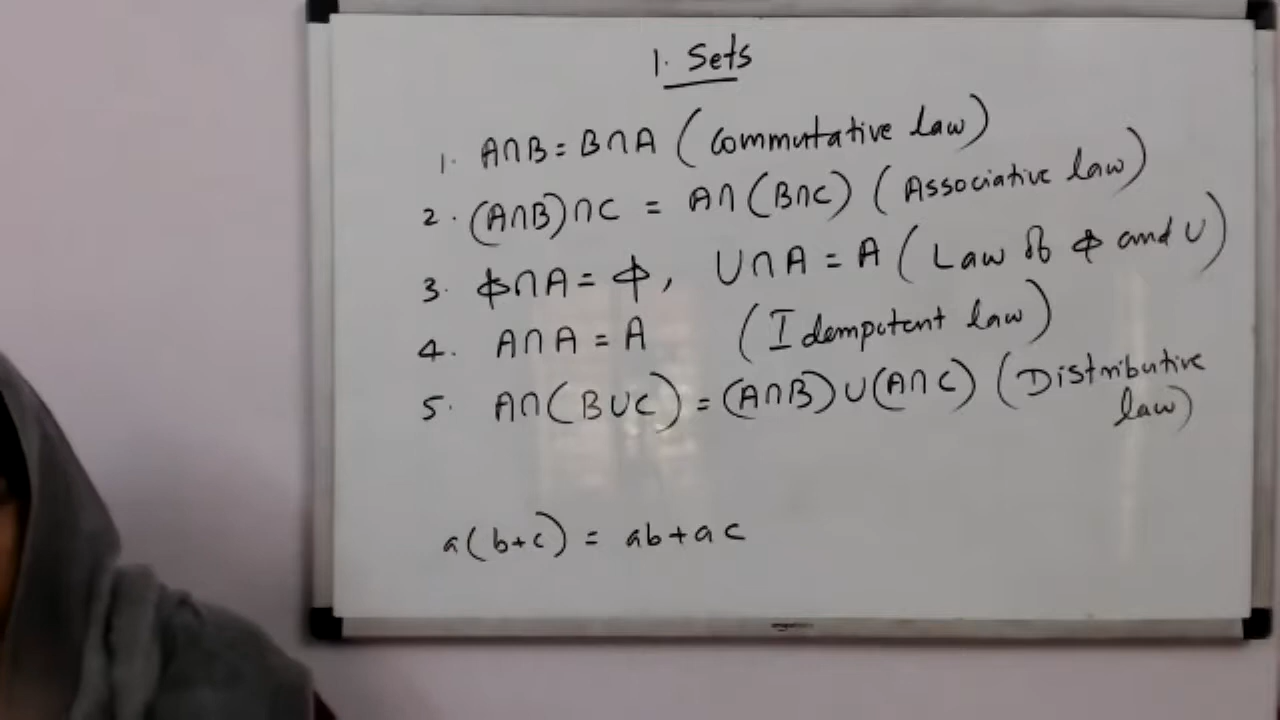 1. Sets
1. A∩B = B∩A (Commutative law)
2. (A∩B)∩C = A∩(B∩C) (Associative law)
3. ϕ∩A = ϕ, U∩A = A (Law of ϕ and U)
4. A∩A = A (Idempotent law)
5. A∩(B∪C) = (A∩B)∪(A∩C) (Distributive
law)
a(b+c) = ab+ac